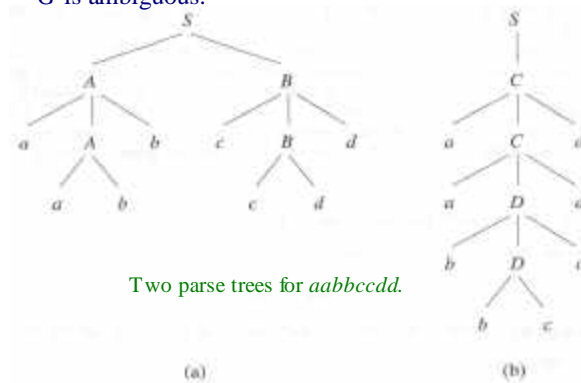 G is ambiguous.
S S
A B C
a A b c B d a C
a b c d a D
b D
Two parse trees for aabbccdd.
b c
(a) (b)